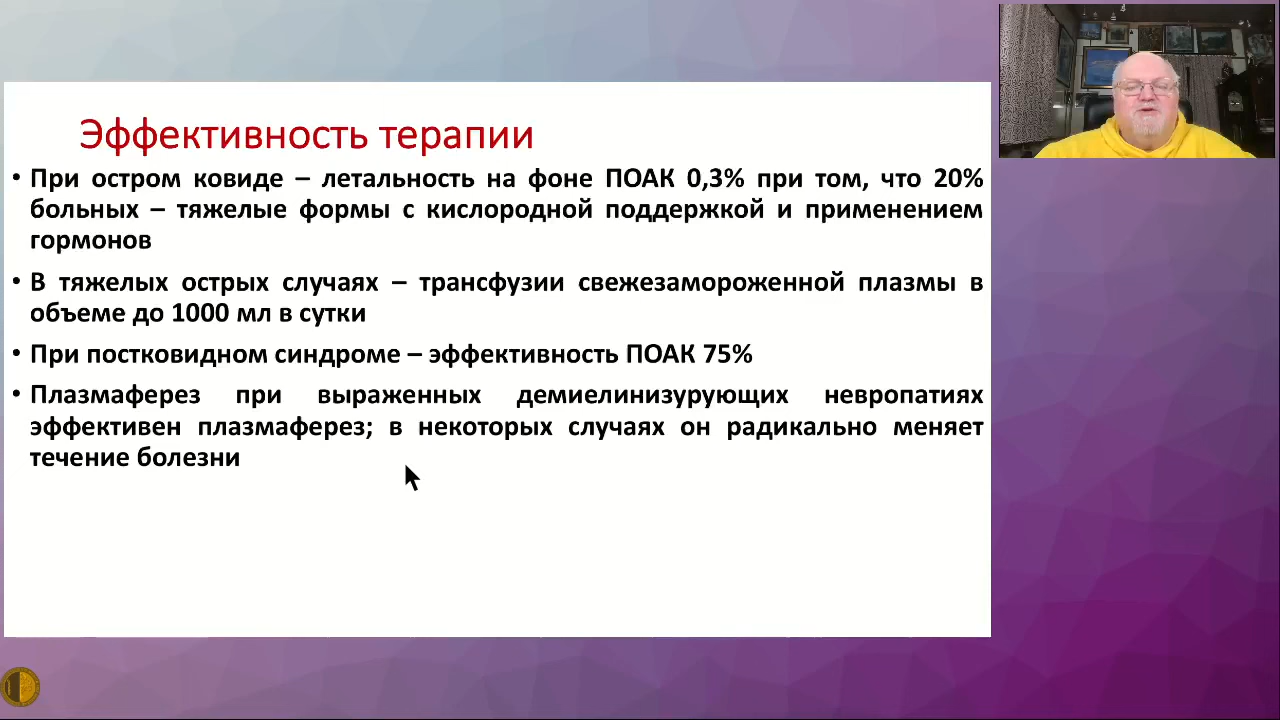 Эффективность терапии
• При остром ковиде – летальность на фоне ПОАК 0,3% при том, что 20%
больных – тяжелые формы с кислородной поддержкой и применением
гормонов
• В тяжелых острых случаях – трансфузии свежезамороженной плазмы в
объеме до 1000 мл в сутки
• При постковидном синдроме – эффективность ПОАК 75%
• Плазмаферез при выраженных демиелинизурующих невропатиях
эффективен плазмаферез; в некоторых случаях он радикально меняет
течение болезни